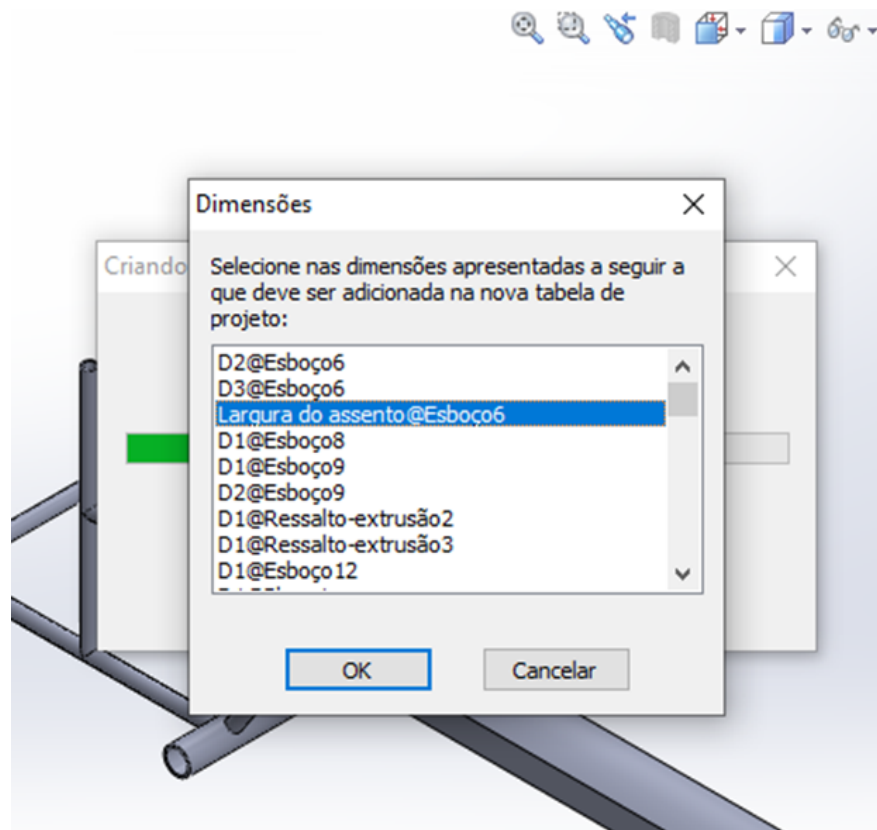 Dimensões
Criando
Selecione nas dimensões apresentadas a seguir a
que deve ser adicionada na nova tabela de
projeto:
D2@Esboço6
D3@Esboço6
Largura do assento@Esboço6
D1@Esboço8
D1@Esboço9
D2@Esboço9
D1@Ressalto-extrusão2
D1@Ressalto-extrusão3
D1@Esboço12
OK
Cancelar